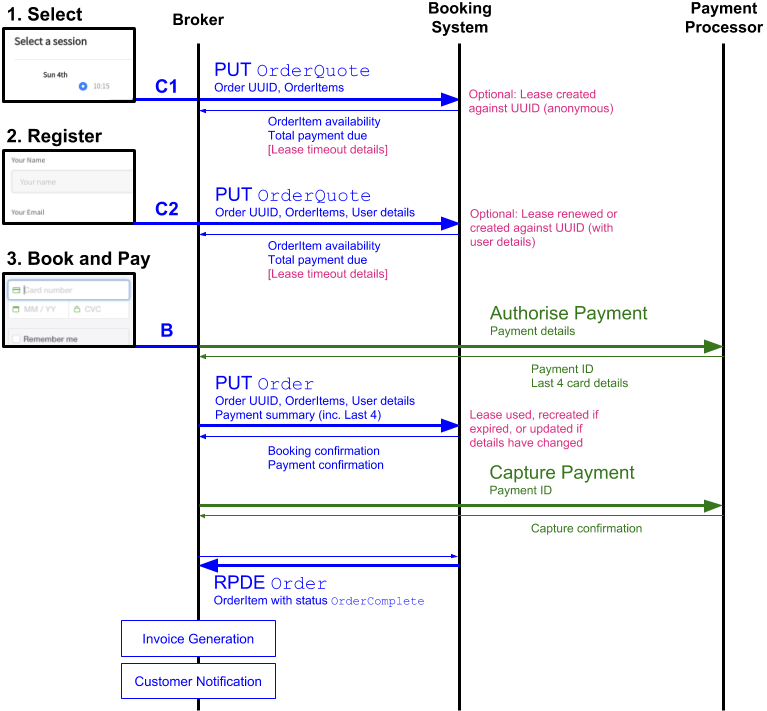 1. Select
Broker
Booking
System
Payment
Processor
Select a session
Sun 4th
10:15
C1
PUT OrderQuote
Order UUID, OrderItems
Optional: Lease created
against UUID (anonymous)
OrderItem availability
Total payment due
[Lease timeout details]
2. Register
Your Name
Your name
Your Email
C2
PUT OrderQuote
Order UUID, OrderItems, User details
Optional: Lease renewed or
created against UUID (with
user details)
OrderItem availability
Total payment due
[Lease timeout details]
3. Book and Pay
Card number
MM / YY
CVC
Remember me
B
Authorise Payment
Payment details
Payment ID
Last 4 card details
PUT Order
Order UUID, OrderItems, User details
Payment summary (inc. Last 4)
Lease used, recreated if
expired, or updated if
details have changed
Booking confirmation
Payment confirmation
Capture Payment
Payment ID
Capture confirmation
RPDE Order
OrderItem with status OrderComplete
Invoice Generation
Customer Notification